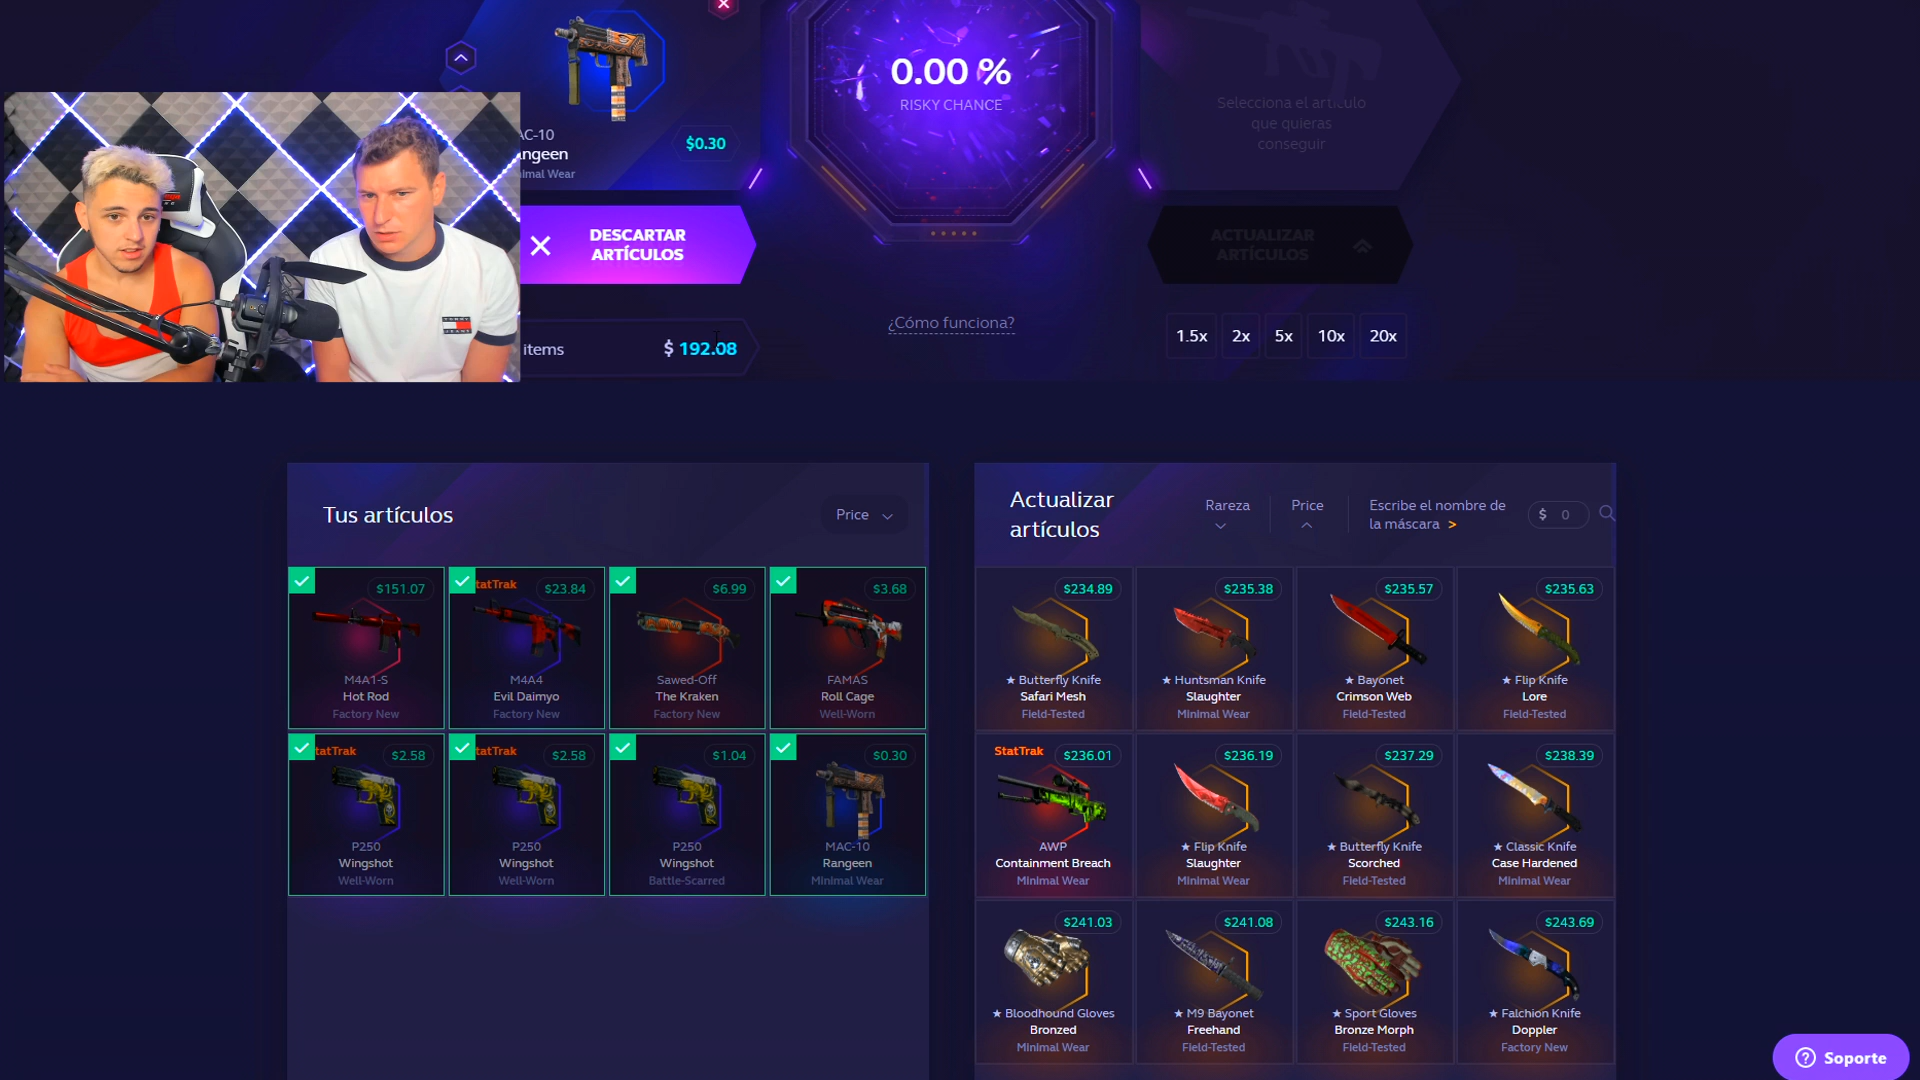 0.00 %
RISKY CHANCE
AC-10
angeen
$0.30
Selecciona el artículo
que quieras
conseguir
DESCARTAR
ARTÍCULOS
ACTUALIZAR
ARTÍCULOS
¿Cómo funciona?
items
$ 192.08
1.5x 2x 5x 10x 20x
Tus artículos
Price
Actualizar
artículos
Rareza
Price
Escribe el nombre de
la máscara >
$ 0
$151.07
M4A1-S
Hot Rod
Factory New
tatTrak $23.84
M4A4
Evil Daimyo
Factory New
$6.99
Sawed-Off
The Kraken
Factory New
$3.68
FAMAS
Roll Cage
Well-Worn
tatTrak $2.58
P250
Wingshot
Well-Worn
tatTrak $2.58
P250
Wingshot
Well-Worn
$1.04
P250
Wingshot
Battle-Scarred
$0.30
MAC-10
Rangeen
Minimal Wear
$234.89
★ Butterfly Knife
Safari Mesh
Field-Tested
$235.38
★ Huntsman Knife
Slaughter
Minimal Wear
$235.57
★ Bayonet
Crimson Web
Field-Tested
$235.63
★ Flip Knife
Lore
Field-Tested
StatTrak $236.01
AWP
Containment Breach
Minimal Wear
$236.19
★ Flip Knife
Slaughter
Minimal Wear
$237.29
★ Butterfly Knife
Scorched
Field-Tested
$238.39
★ Classic Knife
Case Hardened
Minimal Wear
$241.03
★ Bloodhound Gloves
Bronzed
Minimal Wear
$241.08
★ M9 Bayonet
Freehand
Field-Tested
$243.16
★ Sport Gloves
Bronze Morph
Field-Tested
$243.69
★ Falchion Knife
Doppler
Factory New
Soporte